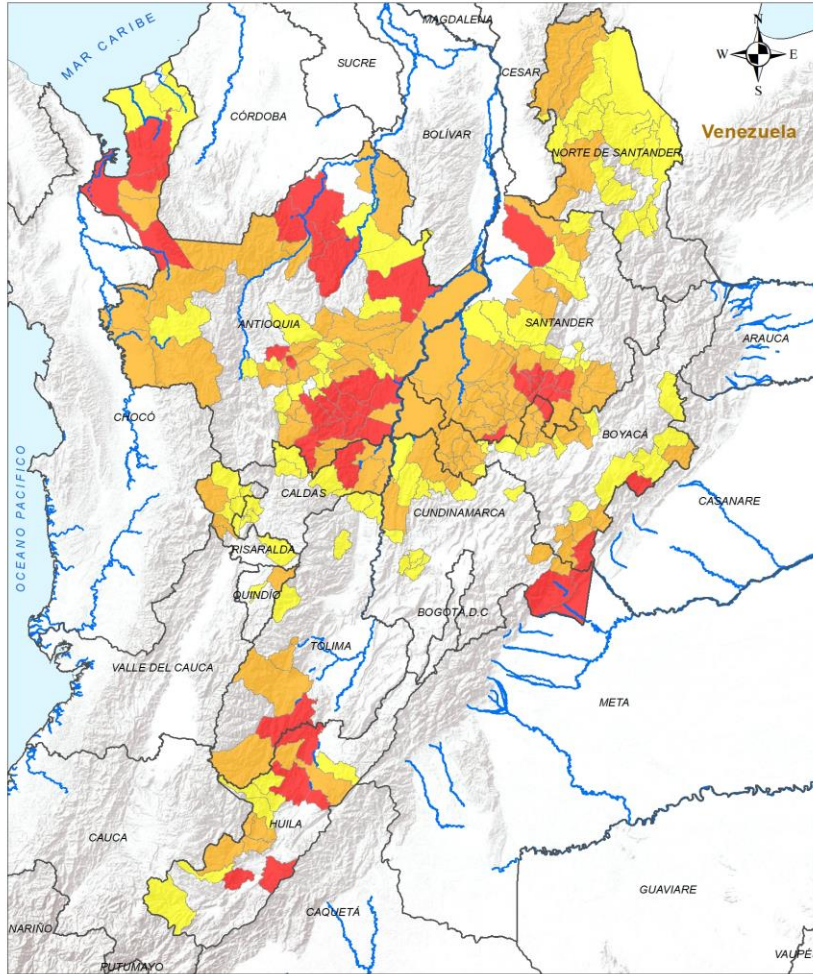 MAGDALENA
N
MAR CARIBE
SUCRE
CESAR
W
E
S
CÓRDOBA
BOLÍVAR
Venezuela
NORTE DE SANTANDER
ANTIOQUIA
SANTANDER
ARAUCA
CHOCÓ
BOYACÁ
CALDAS
CUNDINAMARCA
CASANARE
OCEANO PACIFICO
RISARALDA
QUINDÍO
BOGOTÁ,D.C
TOLIMA
VALLE DEL CAUCA
META
HUILA
CAUCA
GUAVIARE
CAQUETÁ
NARIÑO
PUTUMAYO
VAUPÉ